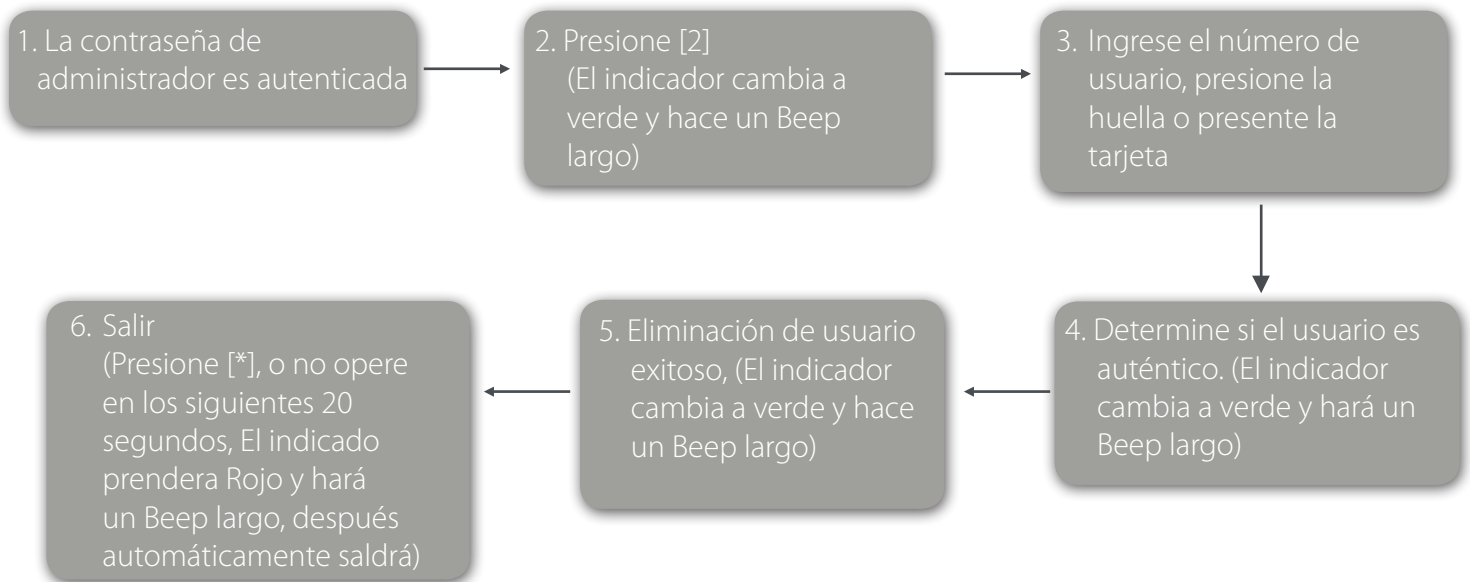 1. La contraseña de
administrador es autenticada
2. Presione [2]
(El indicador cambia a
verde y hace un Beep
largo)
3. Ingrese el número de
usuario, presione la
huella o presente la
tarjeta
4. Determine si el usuario es
auténtico. (El indicador
cambia a verde y hará un
Beep largo)
5. Eliminación de usuario
exitoso, (El indicador
cambia a verde y hace
un Beep largo)
6. Salir
(Presione [*], o no opere
en los siguientes 20
segundos, El indicado
prendera Rojo y hará
un Beep largo, después
automáticamente saldrá)